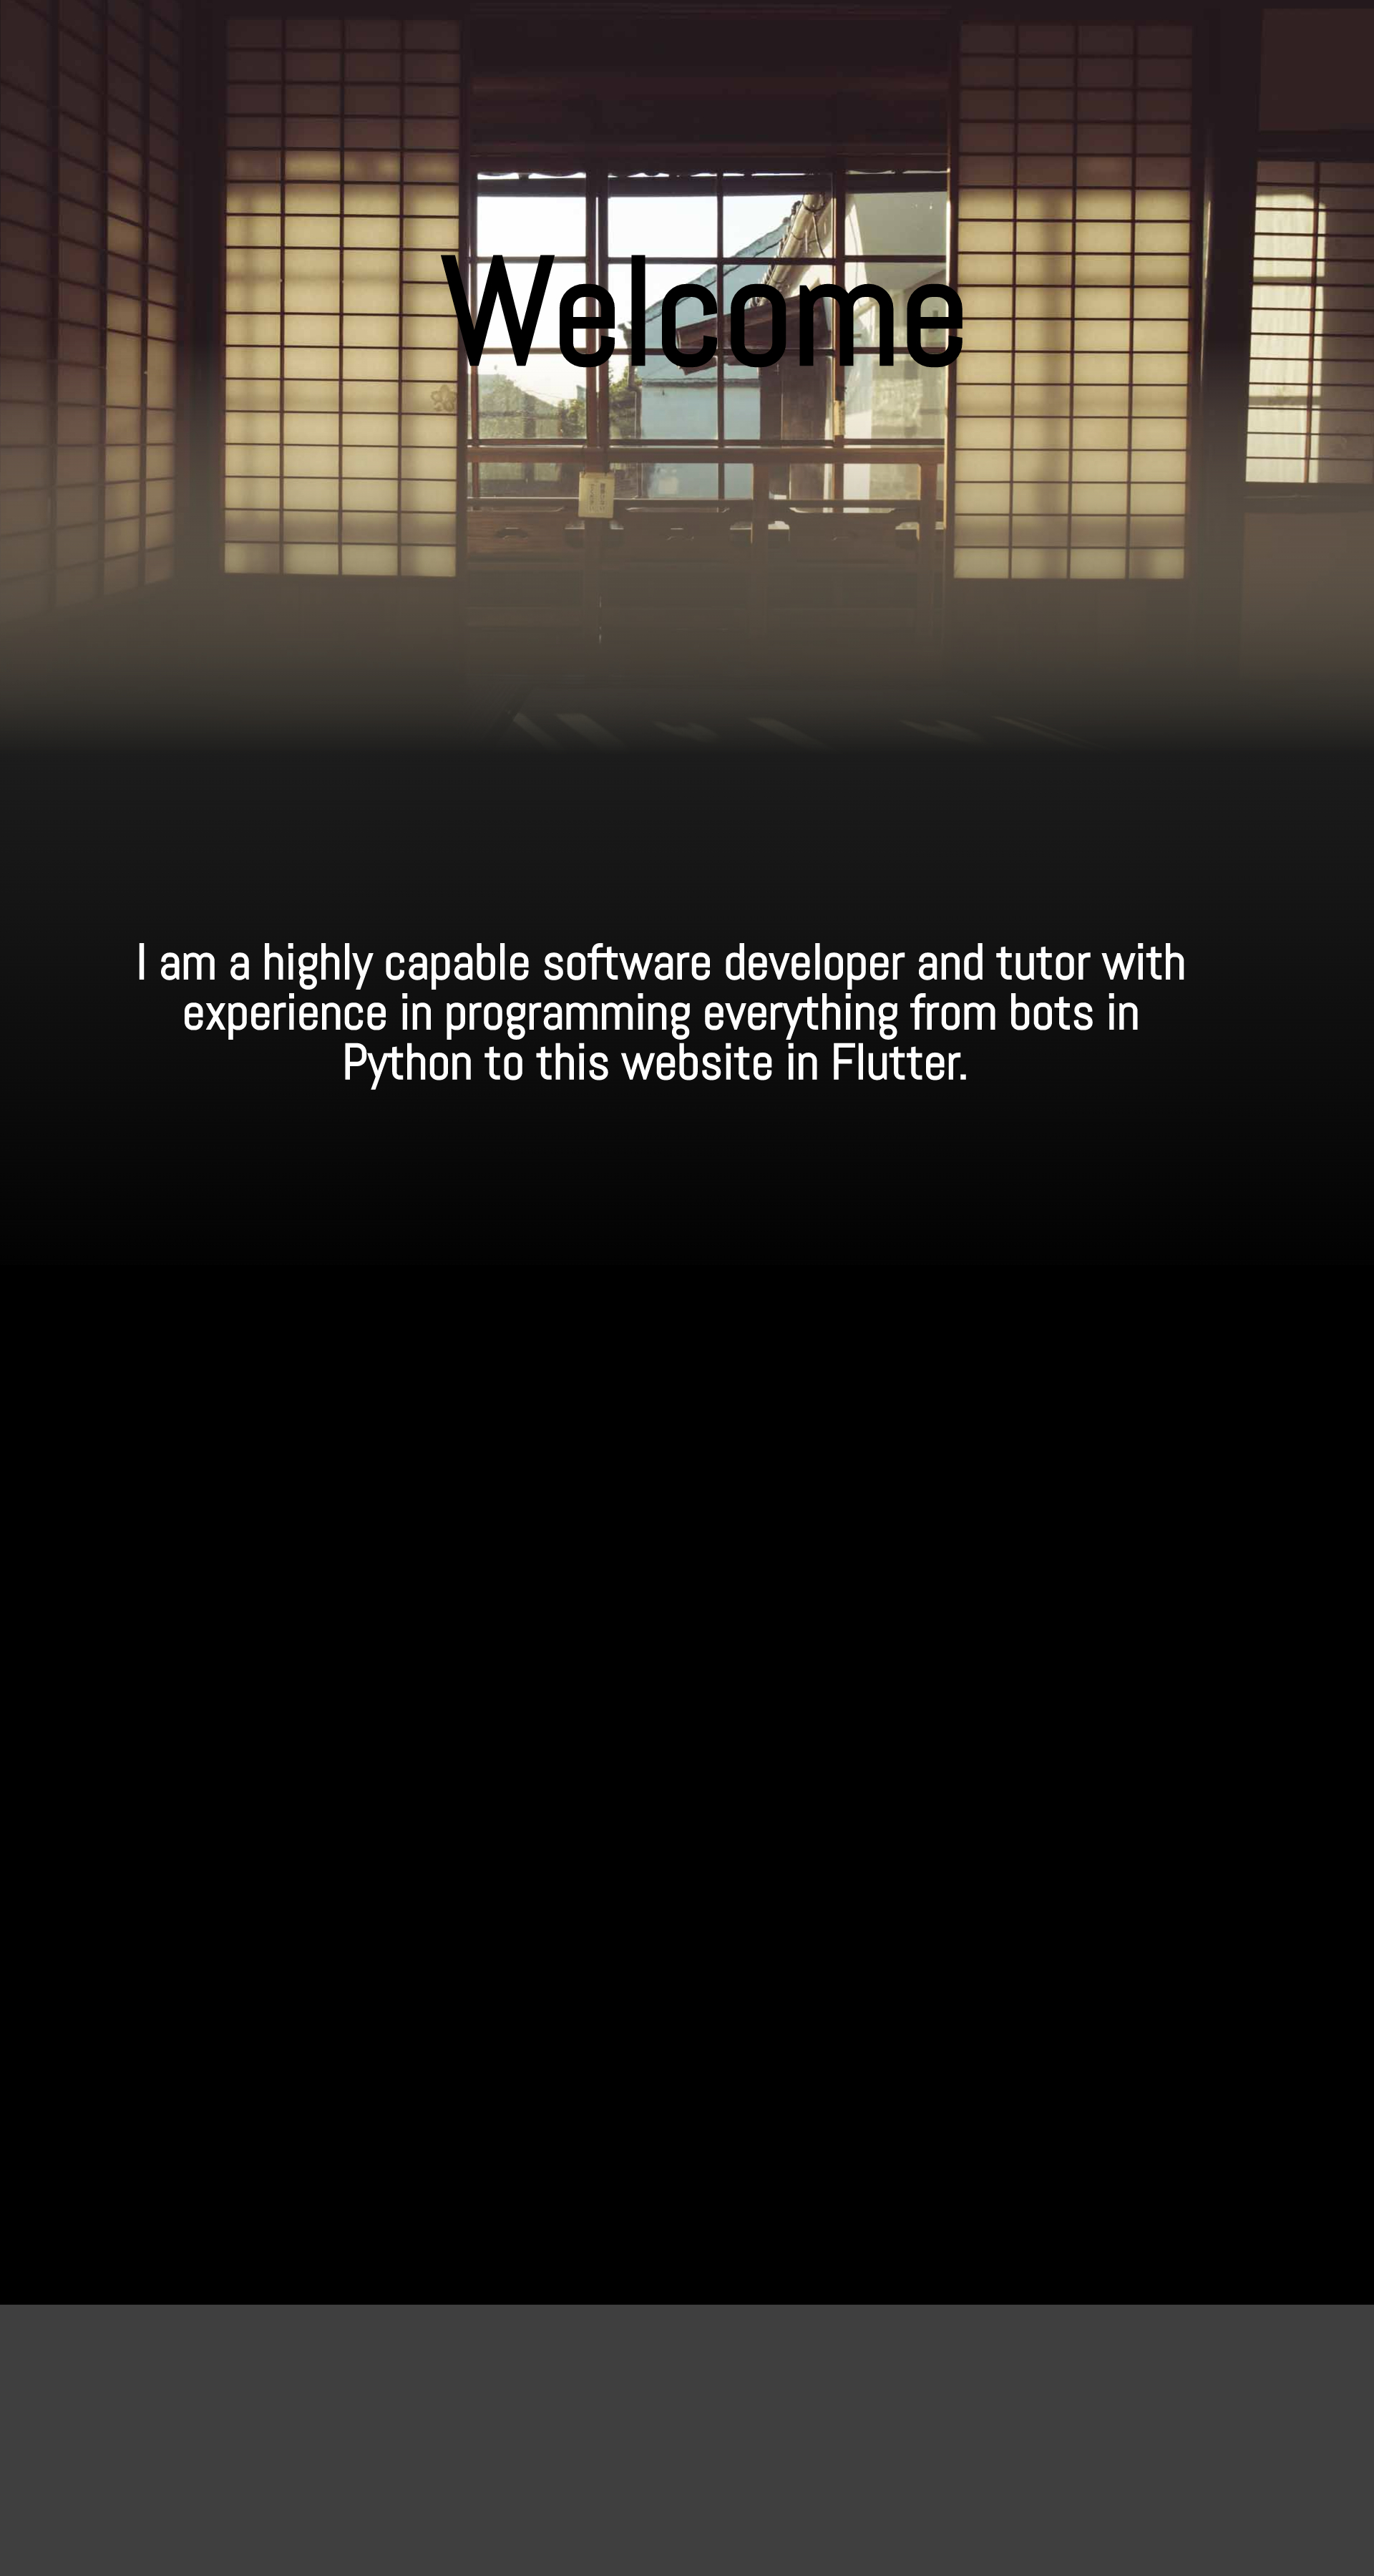 Welcome
I am a highly capable software developer and tutor with
experience in programming everything from bots in
Python to this website in Flutter.